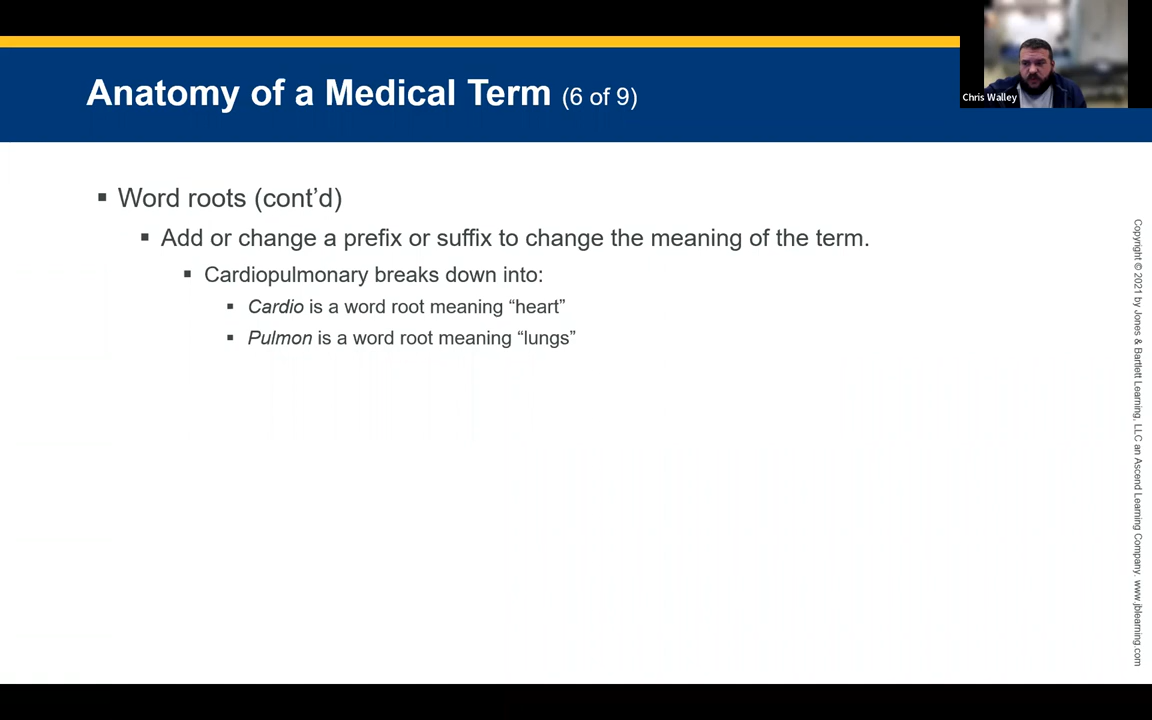 Anatomy of a Medical Term (6 of 9)
Chris Walley
▪ Word roots (cont’d)
▪ Add or change a prefix or suffix to change the meaning of the term.
▪ Cardiopulmonary breaks down into:
▪ Cardio is a word root meaning “heart”
▪ Pulmon is a word root meaning “lungs”
Copyright © 2021 by Jones & Bartlett Learning, LLC an Ascend Learning Company. www.jblearning.com